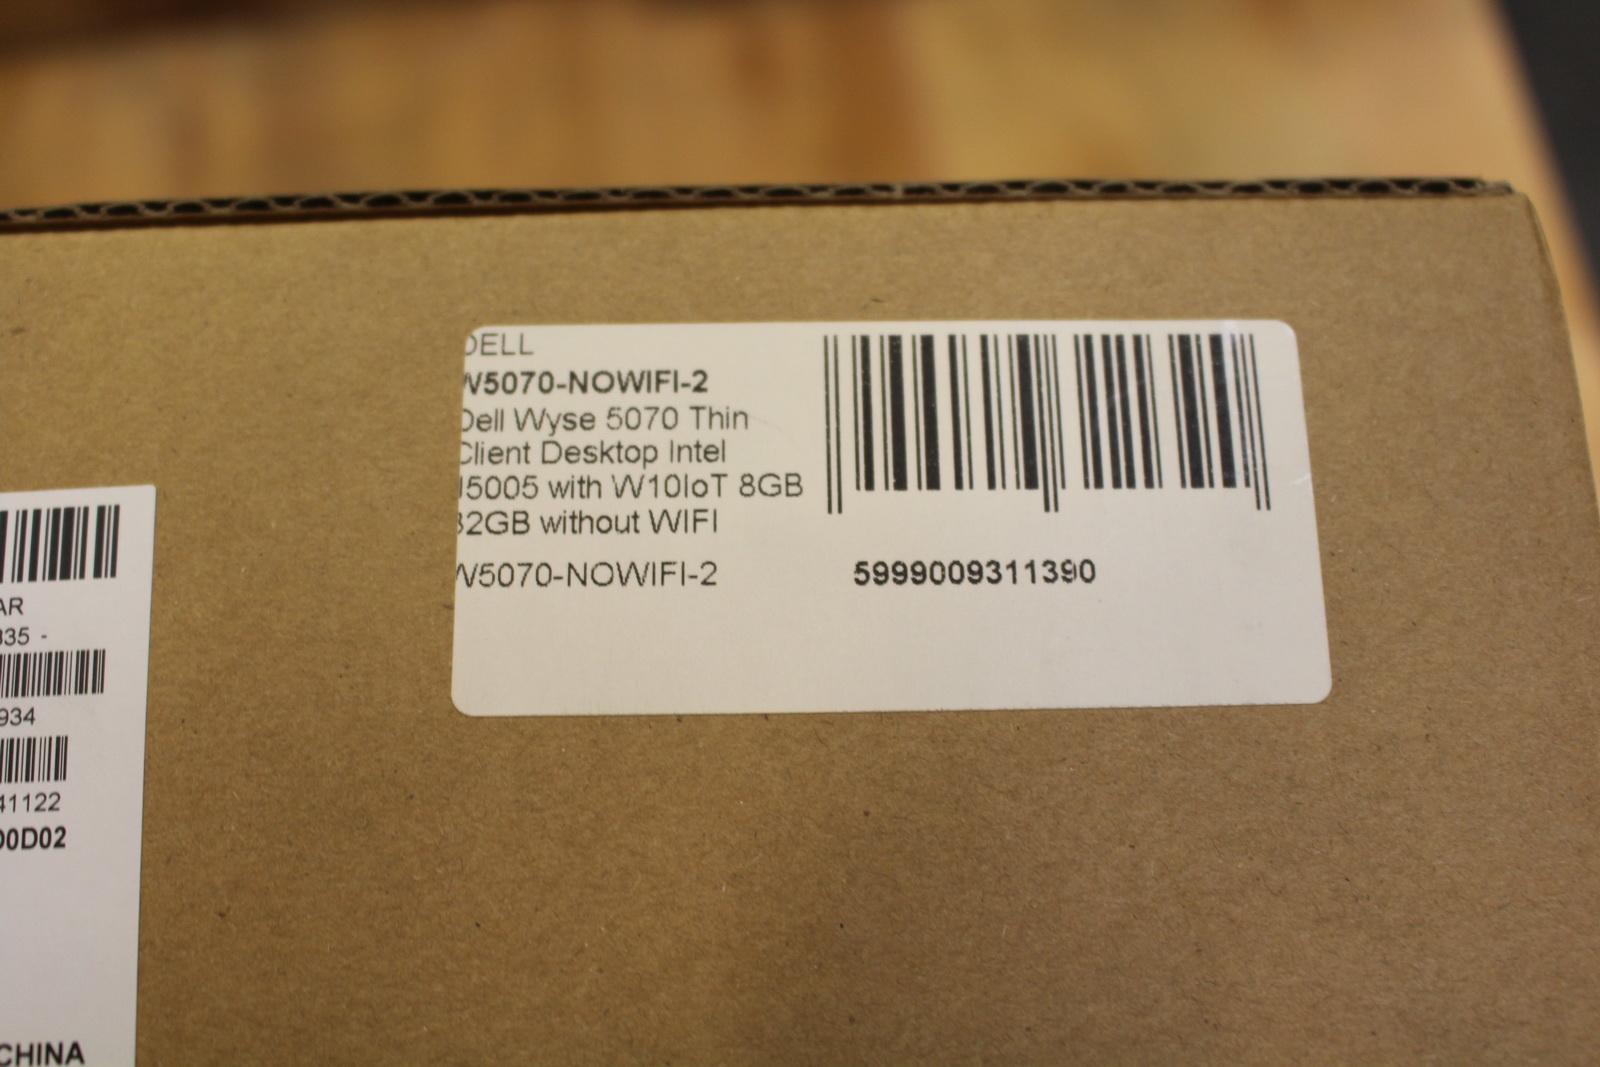 DELL
W5070-NOWIFI-2
Dell Wyse 5070 Thin
Client Desktop Intel
J5005 with W10IoT 8GB
32GB without WIFI
W5070-NOWIFI-2
5999009311390
AR
335 -
934
41122
00D02
CHINA